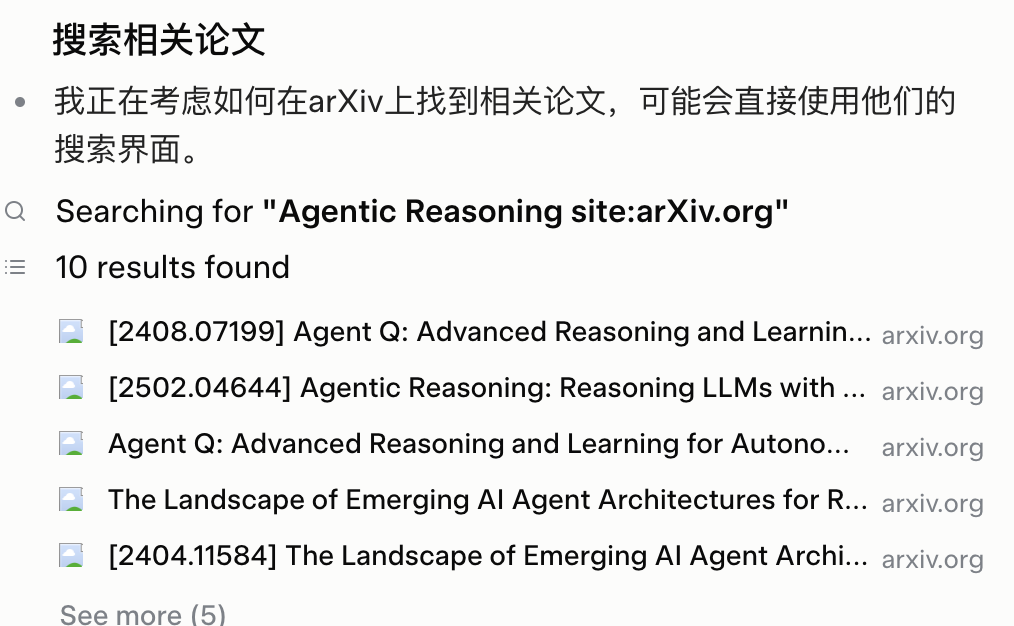 搜索相关论文
我正在考虑如何在arXiv上找到相关论文，可能会直接使用他们的
搜索界面。
Searching for "Agentic Reasoning site:arXiv.org"
10 results found
[2408.07199] Agent Q: Advanced Reasoning and Learnin... arxiv.org
[2502.04644] Agentic Reasoning: Reasoning LLMs with ... arxiv.org
Agent Q: Advanced Reasoning and Learning for Autono... arxiv.org
The Landscape of Emerging AI Agent Architectures for R... arxiv.org
[2404.11584] The Landscape of Emerging AI Agent Archi... arxiv.org
See more (5)